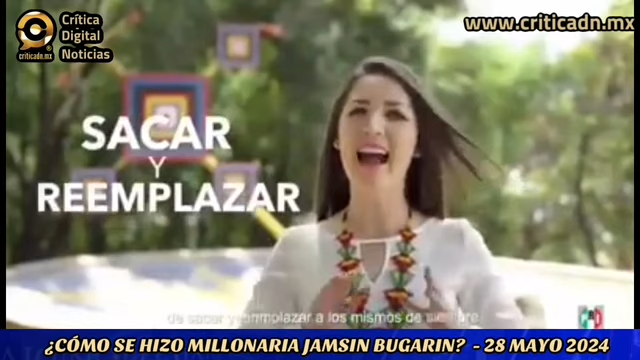 Crítica
Digital
Noticias
criticadn.mx
www.criticadn.mx
SACAR
Y
REEMPLAZAR
de sacar y reemplazar a los mismos de siempre
PRD
¿CÓMO SE HIZO MILLONARIA JAMSIN BUGARIN? - 28 MAYO 2024